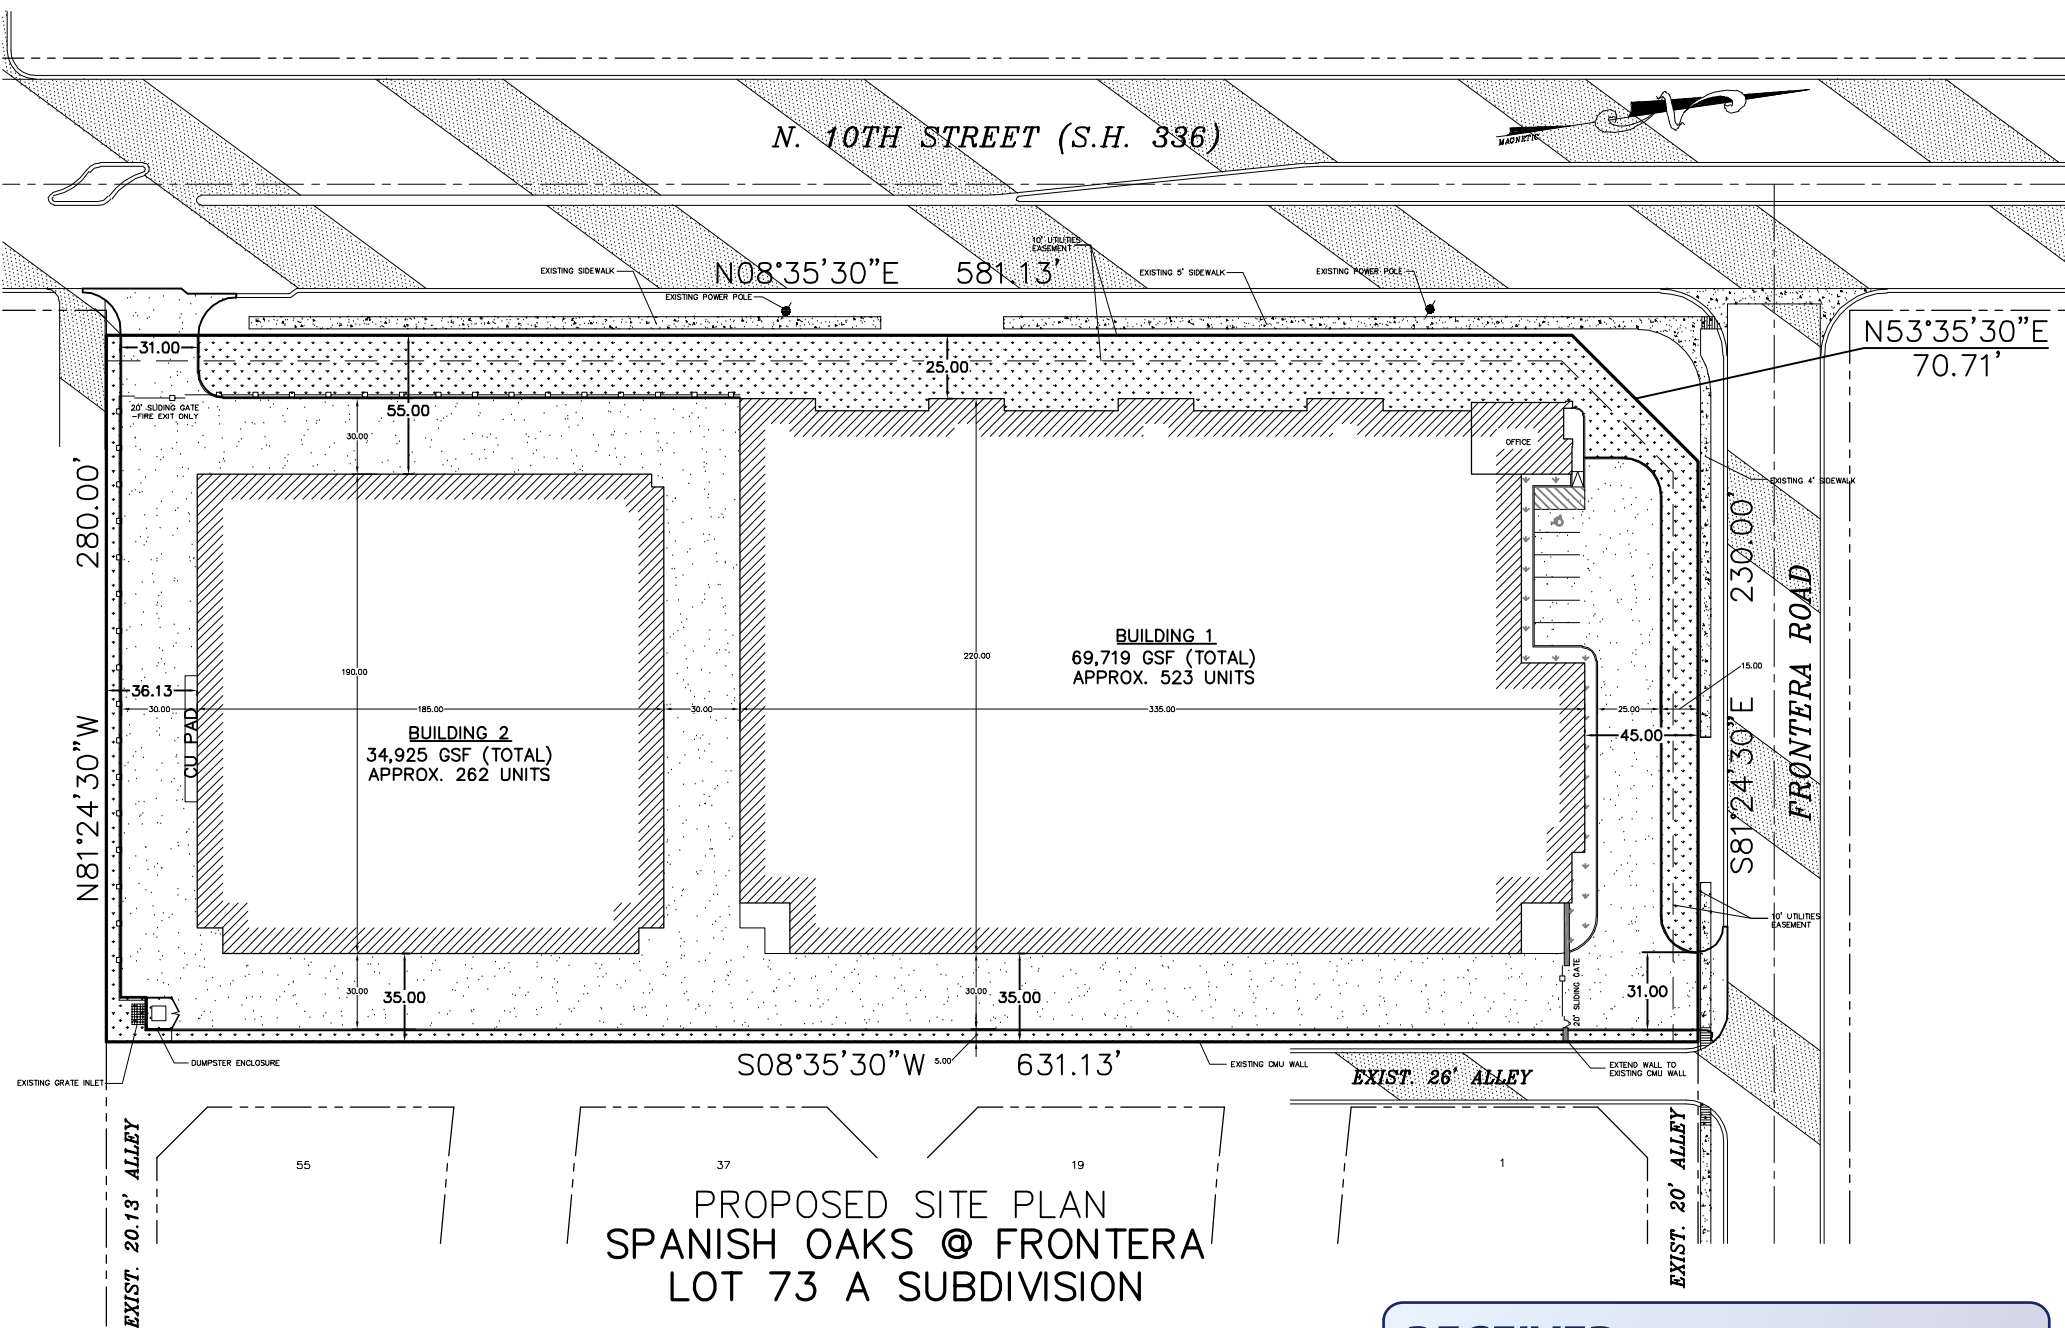 N. 10TH STREET (S.H. 336)
MAGNETIC
10' UTILITIES
EASEMENT
EXISTING SIDEWALK
N08°35'30"E 581.13'
EXISTING 5' SIDEWALK
EXISTING POWER POLE
EXISTING POWER POLE
N53°35'30"E
70.71'
31.00
25.00
55.00
20' SLIDING GATE
-FIRE EXIT ONLY
30.00
OFFICE
EXISTING 4' SIDEWALK
N81°24'30"W 280.00'
S81°24'30"E 230.00'
FRONTERA ROAD
BUILDING 1
69,719 GSF (TOTAL)
APPROX. 523 UNITS
220.00
190.00
15.00
36.13
30.00
185.00
30.00
335.00
25.00
45.00
CU PAD
BUILDING 2
34,925 GSF (TOTAL)
APPROX. 262 UNITS
10' UTILITIES
EASEMENT
30.00
35.00
30.00
35.00
20' SLIDING GATE
31.00
DUMPSTER ENCLOSURE
EXISTING GRATE INLET
S08°35'30"W 631.13'
5.00
EXISTING CMU WALL
EXTEND WALL TO
EXISTING CMU WALL
EXIST. 26' ALLEY
EXIST. 20.13' ALLEY
EXIST. 20' ALLEY
55
37
19
1
PROPOSED SITE PLAN
SPANISH OAKS @ FRONTERA
LOT 73 A SUBDIVISION